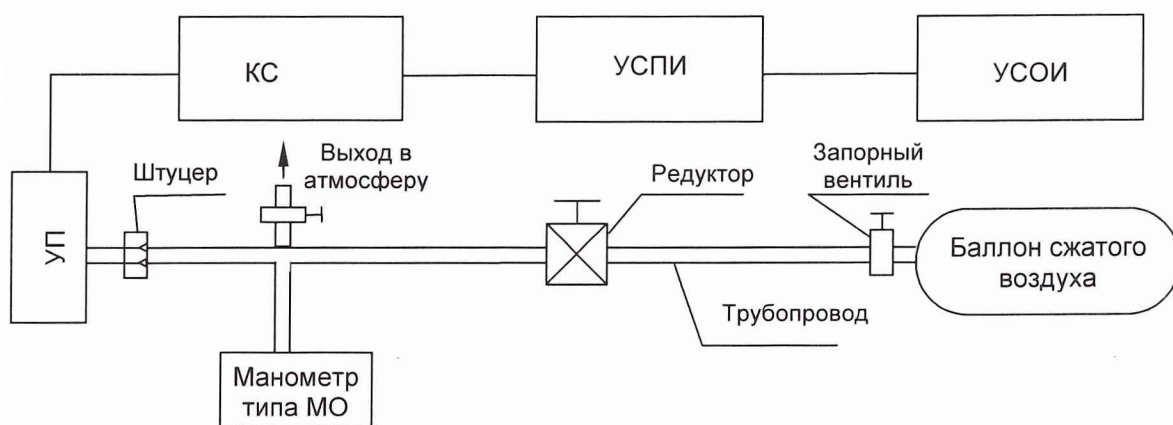 КС
УСПИ
УСОИ
Штуцер
Выход в
атмосферу
Редуктор
Запорный
вентиль
УП
Баллон сжатого
воздуха
Трубопровод
Манометр
типа МО